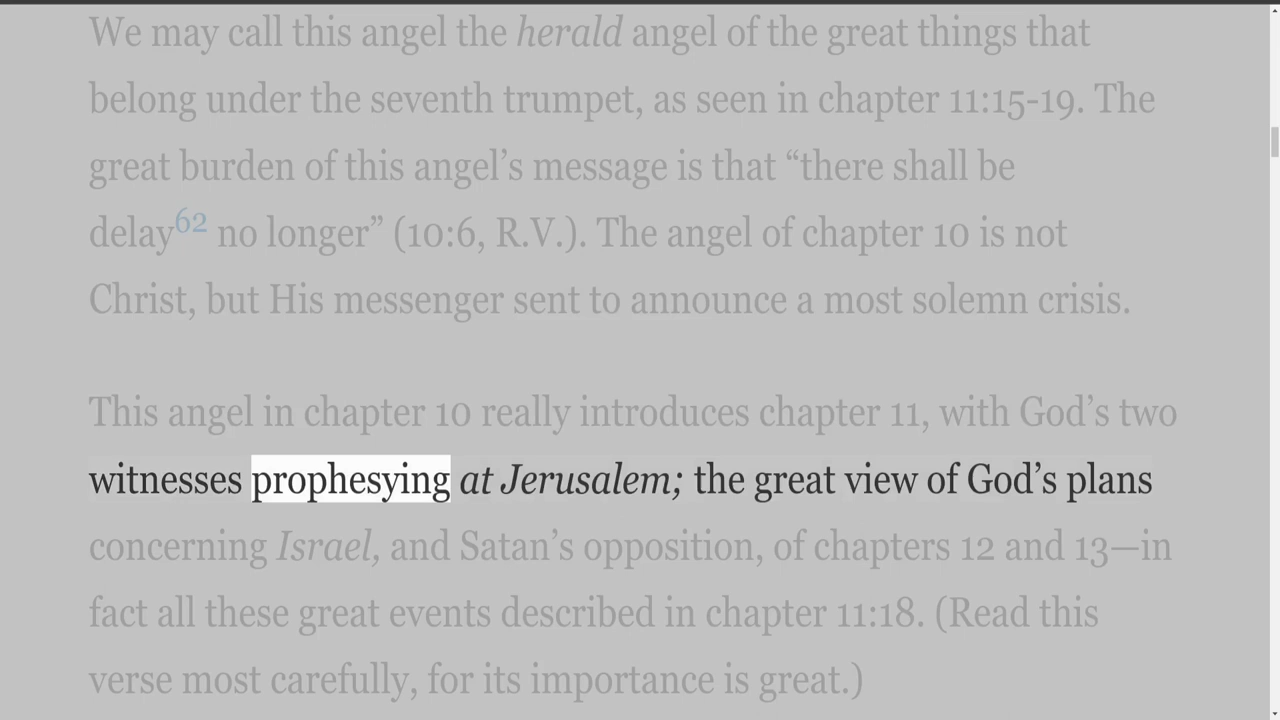 We may call this angel the herald angel of the great things that
belong under the seventh trumpet, as seen in chapter 11:15-19. The
great burden of this angel’s message is that “there shall be
delay62 no longer” (10:6, R.V.). The angel of chapter 10 is not
Christ, but His messenger sent to announce a most solemn crisis.
This angel in chapter 10 really introduces chapter 11, with God’s two
witnesses prophesying at Jerusalem; the great view of God’s plans
concerning Israel, and Satan’s opposition, of chapters 12 and 13—in
fact all these great events described in chapter 11:18. (Read this
verse most carefully, for its importance is great.)